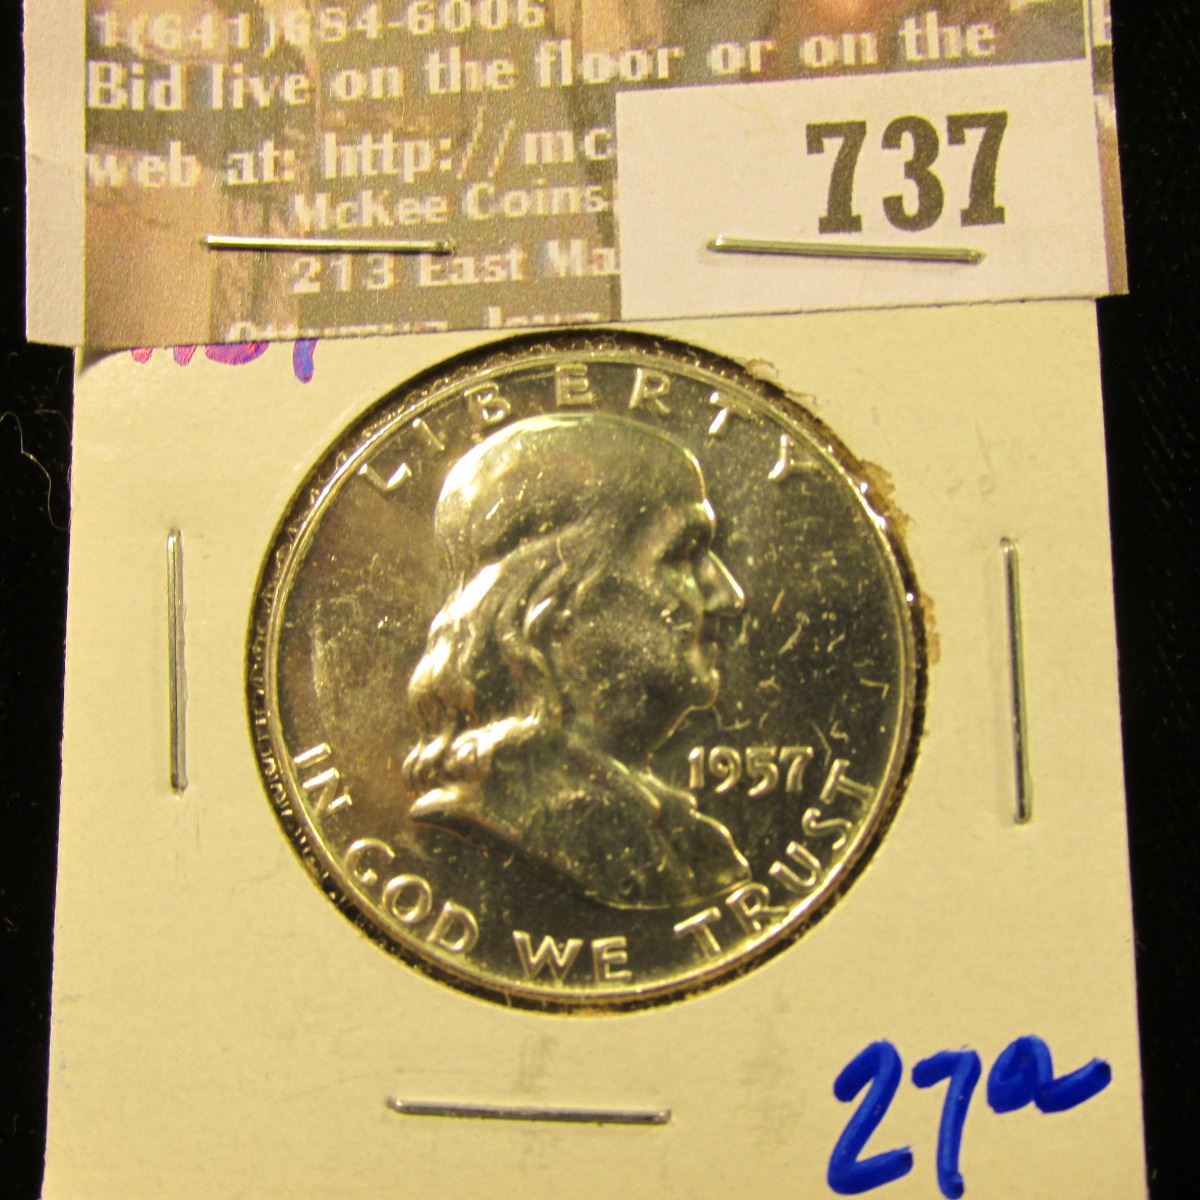 1(641)684-6006
Bid live on the floor or on the
web at: http://mc
McKee Coins
213 East Ma
737
LIBERTY
1957
IN GOD WE TRUST
27